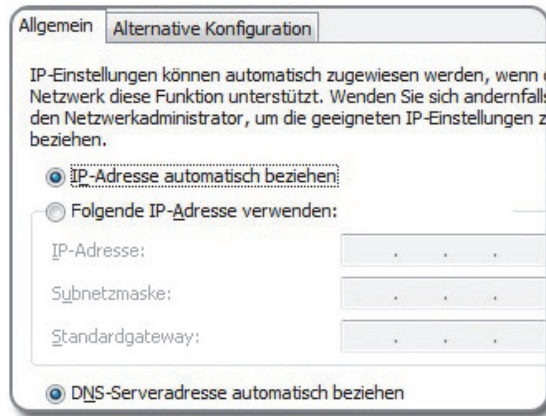 Allgemein Alternative Konfiguration
IP-Einstellungen können automatisch zugewiesen werden, wenn
Netzwerk diese Funktion unterstützt. Wenden Sie sich andernfalls
den Netzwerkadministrator, um die geeigneten IP-Einstellungen z
beziehen.
IP-Adresse automatisch beziehen
Folgende IP-Adresse verwenden:
IP-Adresse: . . .
Subnetzmaske: . . .
Standardgateway: . . .
DNS-Serveradresse automatisch beziehen